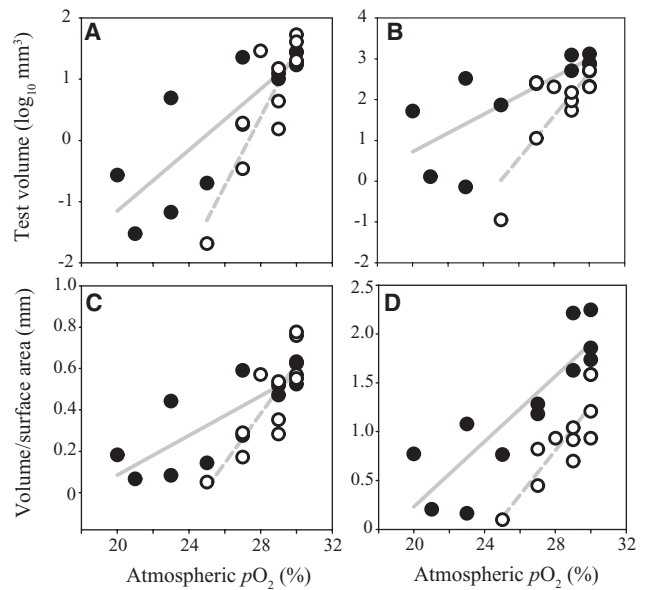 A
B
Test volume (log₁₀ mm³)
2
1
0
-1
-2
4
3
2
1
0
-1
-2
C
D
Volume/surface area (mm)
1.0
0.8
0.6
0.4
0.2
0
2.5
2.0
1.5
1.0
0.5
0
20 24 28 32
20 24 28 32
Atmospheric pO₂ (%)
Atmospheric pO₂ (%)